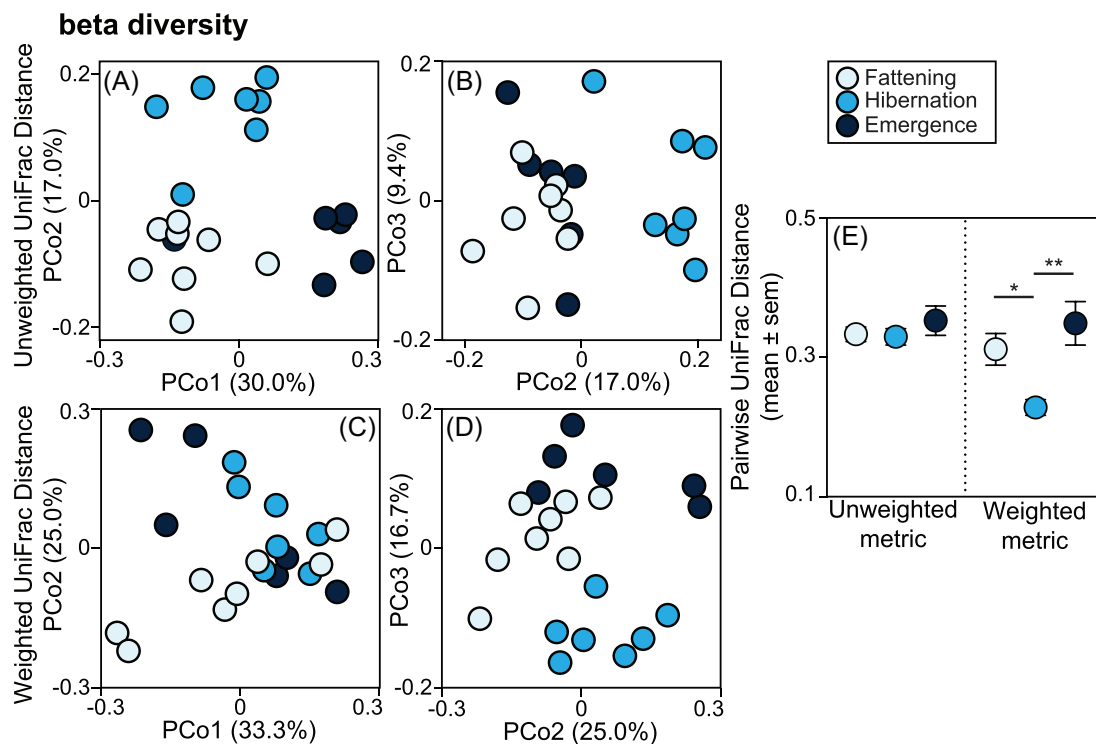 beta diversity
Unweighted UniFrac Distance
PCo2 (17.0%)
(A)
0.2
0
-0.2
-0.3
0
0.3
PCo1 (30.0%)
(B)
PCo3 (9.4%)
0.2
0
-0.2
-0.2
0
0.2
PCo2 (17.0%)
Fattening
Hibernation
Emergence
Weighted UniFrac Distance
PCo2 (25.0%)
(C)
0.3
0
-0.3
-0.3
0
0.3
PCo1 (33.3%)
(D)
PCo3 (16.7%)
0.2
0
-0.2
-0.3
0
0.3
PCo2 (25.0%)
(E)
Pairwise UniFrac Distance
(mean ± sem)
0.5
0.3
0.1
*
**
Unweighted
metric
Weighted
metric